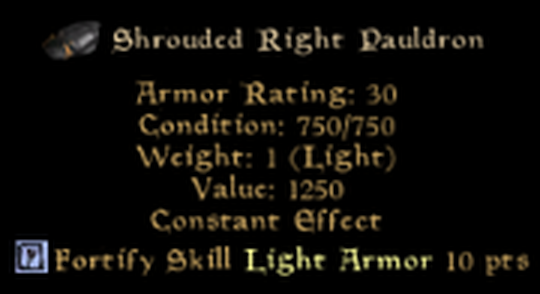 Shrouded Right Pauldron
Armor Rating: 30
Condition: 750/750
Weight: 1 (Light)
Value: 1250
Constant Effect
Fortify Skill Light Armor 10 pts